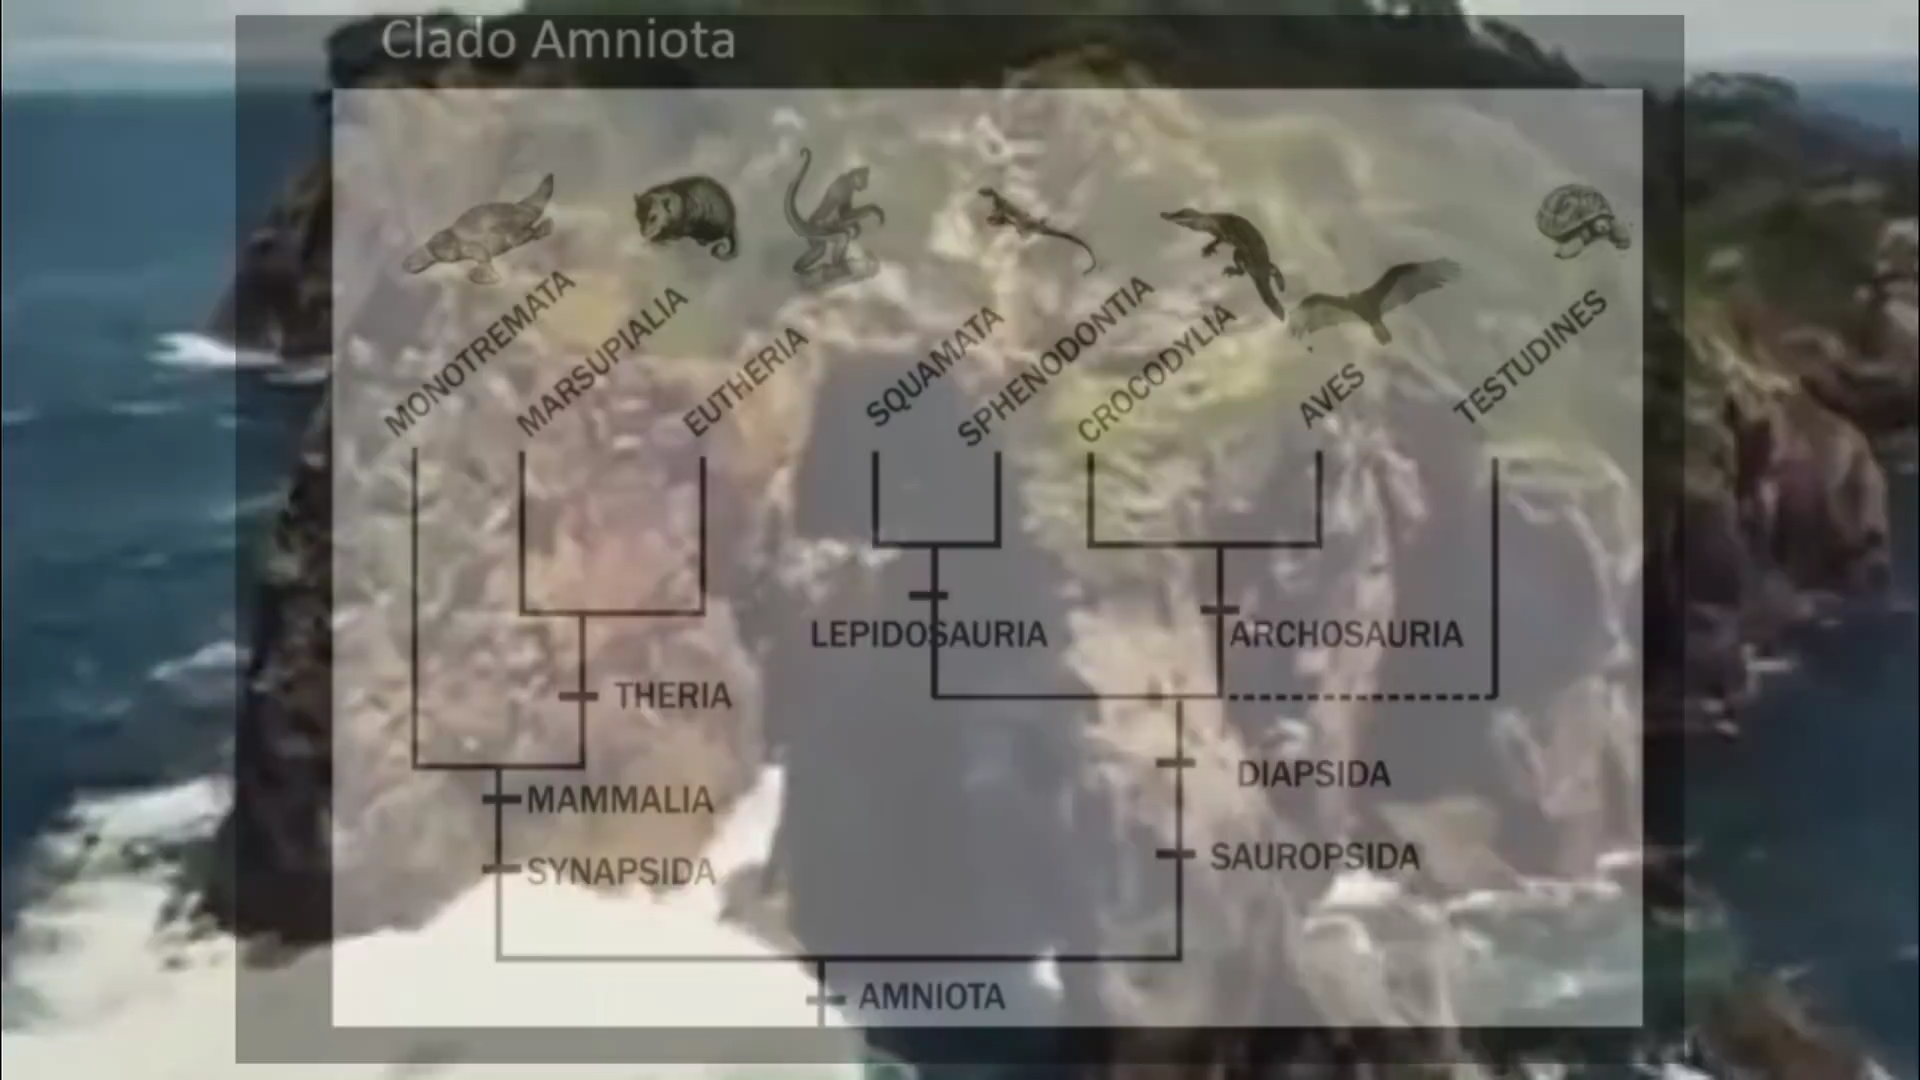 Clado Amniota
MONOTREMATA
MARSUPIALIA
EUTHERIA
SQUAMATA
SPHENODONTIA
CROCODYLIA
AVES
TESTUDINES
LEPIDOSAURIA
ARCHOSAURIA
THERIA
DIAPSIDA
MAMMALIA
SAUROPSIDA
SYNAPSIDA
AMNIOTA